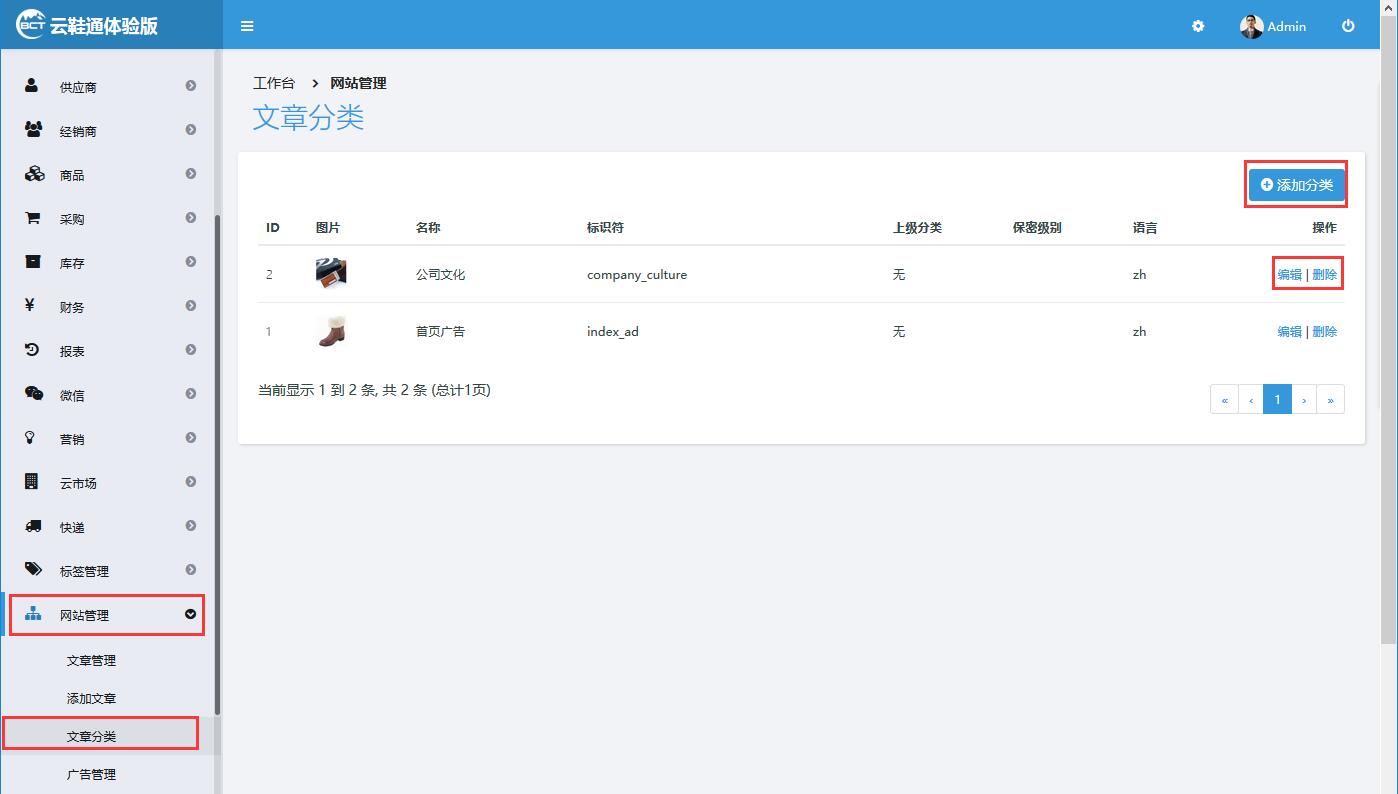 BCT 云鞋通体验版
Admin
供应商
经销商
商品
采购
库存
¥ 财务
报表
微信
营销
云市场
快递
标签管理
网站管理
文章管理
添加文章
文章分类
广告管理
工作台 > 网站管理
文章分类
添加分类
ID 图片 名称 标识符 上级分类 保密级别 语言 操作
2 公司文化 company_culture 无 zh 编辑 | 删除
1 首页广告 index_ad 无 zh 编辑 | 删除
当前显示 1 到 2 条, 共 2 条 (总计1页)
« ‹ 1 › »